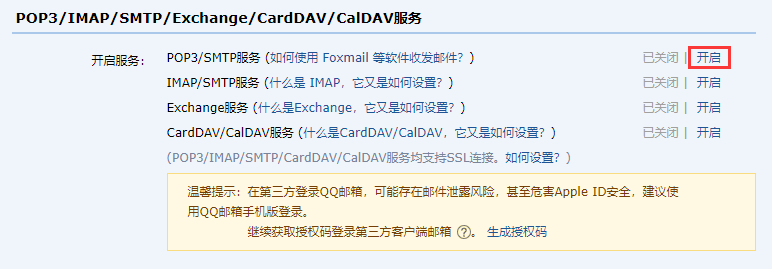 POP3/IMAP/SMTP/Exchange/CardDAV/CalDAV服务
开启服务: POP3/SMTP服务 (如何使用 Foxmail 等软件收发邮件? ) 已关闭 | 开启
IMAP/SMTP服务 (什么是 IMAP，它又是如何设置? ) 已关闭 | 开启
Exchange服务 (什么是Exchange，它又是如何设置? ) 已关闭 | 开启
CardDAV/CalDAV服务 (什么是CardDAV/CalDAV，它又是如何设置? ) 已关闭 | 开启
(POP3/IMAP/SMTP/CardDAV/CalDAV服务均支持SSL连接。如何设置? )
温馨提示: 在第三方登录QQ邮箱，可能存在邮件泄露风险，甚至危害Apple ID安全，建议使
用QQ邮箱手机版登录。
继续获取授权码登录第三方客户端邮箱 ?。 生成授权码